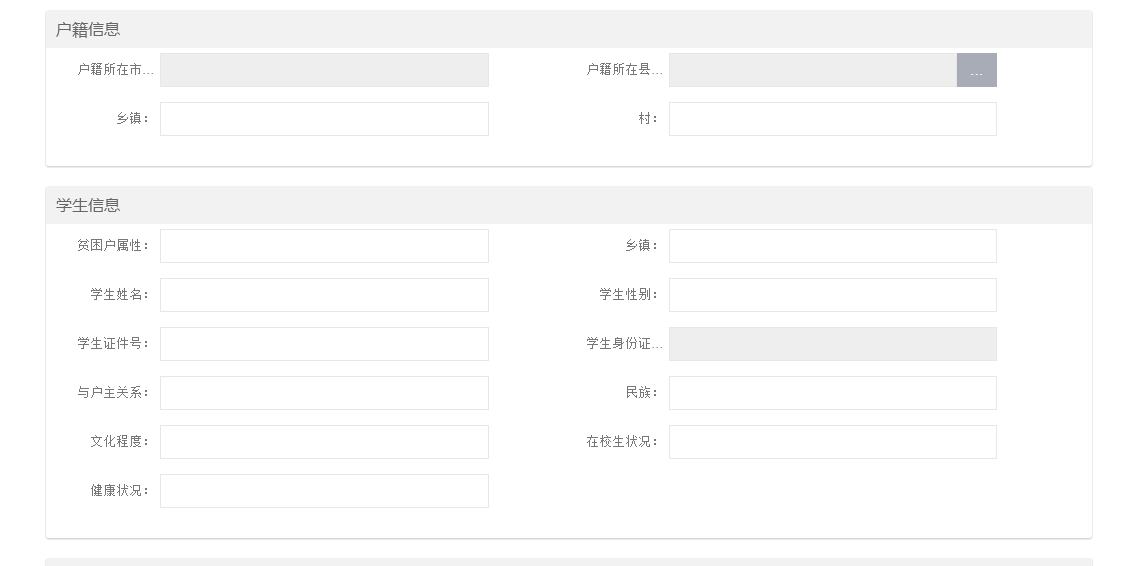 户籍信息
户籍所在市... 户籍所在县... ...
乡镇： 村：
学生信息
贫困户属性： 乡镇：
学生姓名： 学生性别：
学生证件号： 学生身份证...
与户主关系： 民族：
文化程度： 在校生状况：
健康状况：